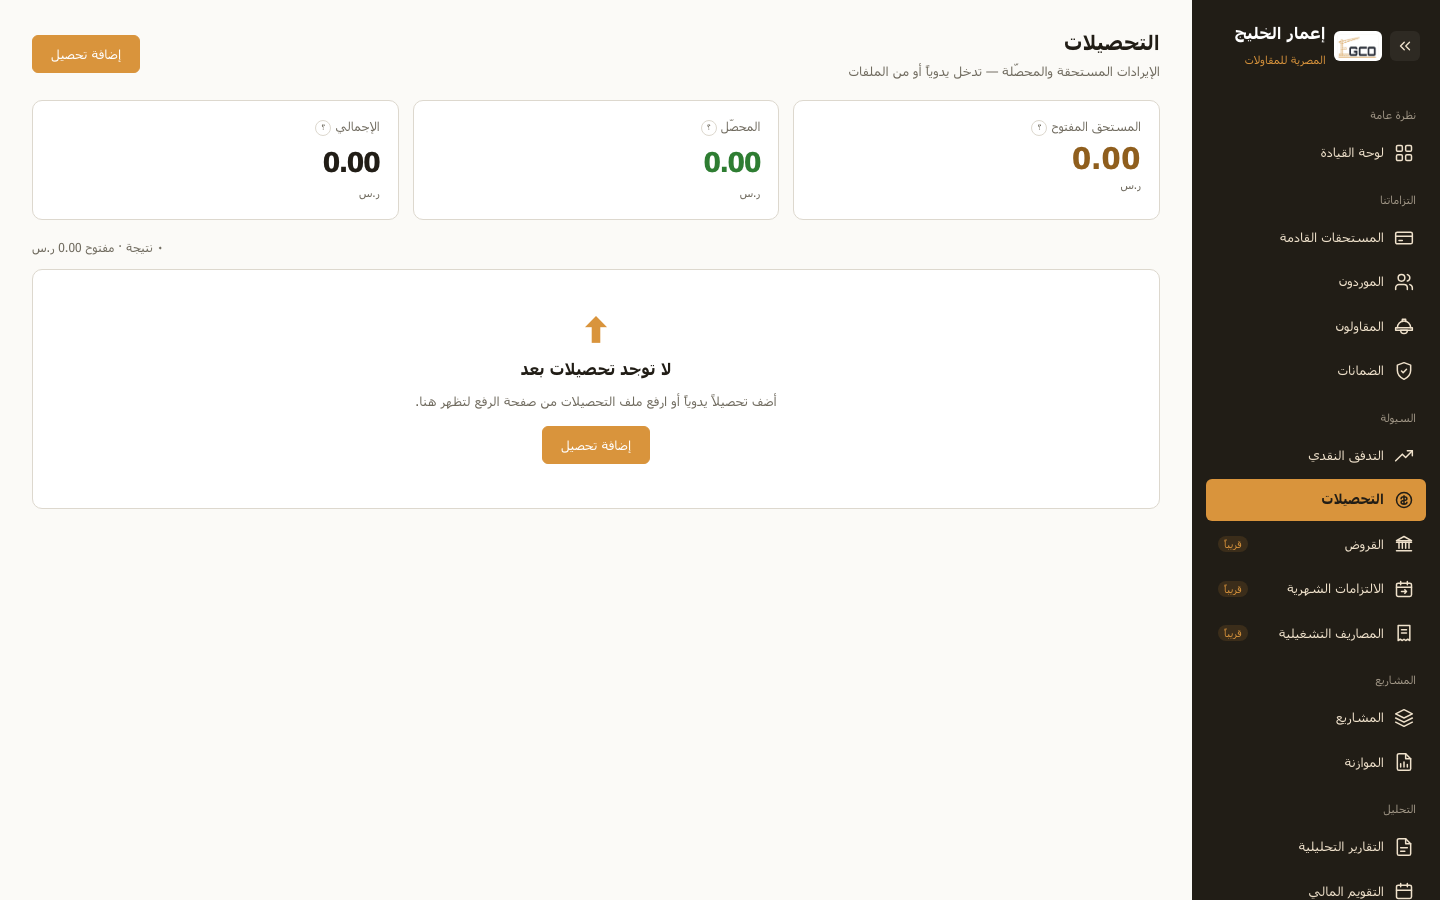 إعمار الخليج
المصرية للمقاولات
GCO
نظرة عامة
لوحة القيادة
التزاماتنا
المستحقات القادمة
الموردون
المقاولون
الضمانات
السيولة
التدفق النقدي
التحصيلات
القروض
قريباً
الالتزامات الشهرية
قريباً
المصاريف التشغيلية
قريباً
المشاريع
المشاريع
الموازنة
التحليل
التقارير التحليلية
التقويم المالي
التحصيلات
الإيرادات المستحقة والمحصّلة — تدخل يدوياً أو من الملفات
إضافة تحصيل
المستحق المفتوح ؟
0.00
ر.س
المحصّل ؟
0.00
ر.س
الإجمالي ؟
0.00
ر.س
٠ نتيجة · مفتوح 0.00 ر.س
لا توجد تحصيلات بعد
أضف تحصيلاً يدوياً أو ارفع ملف التحصيلات من صفحة الرفع لتظهر هنا.
إضافة تحصيل